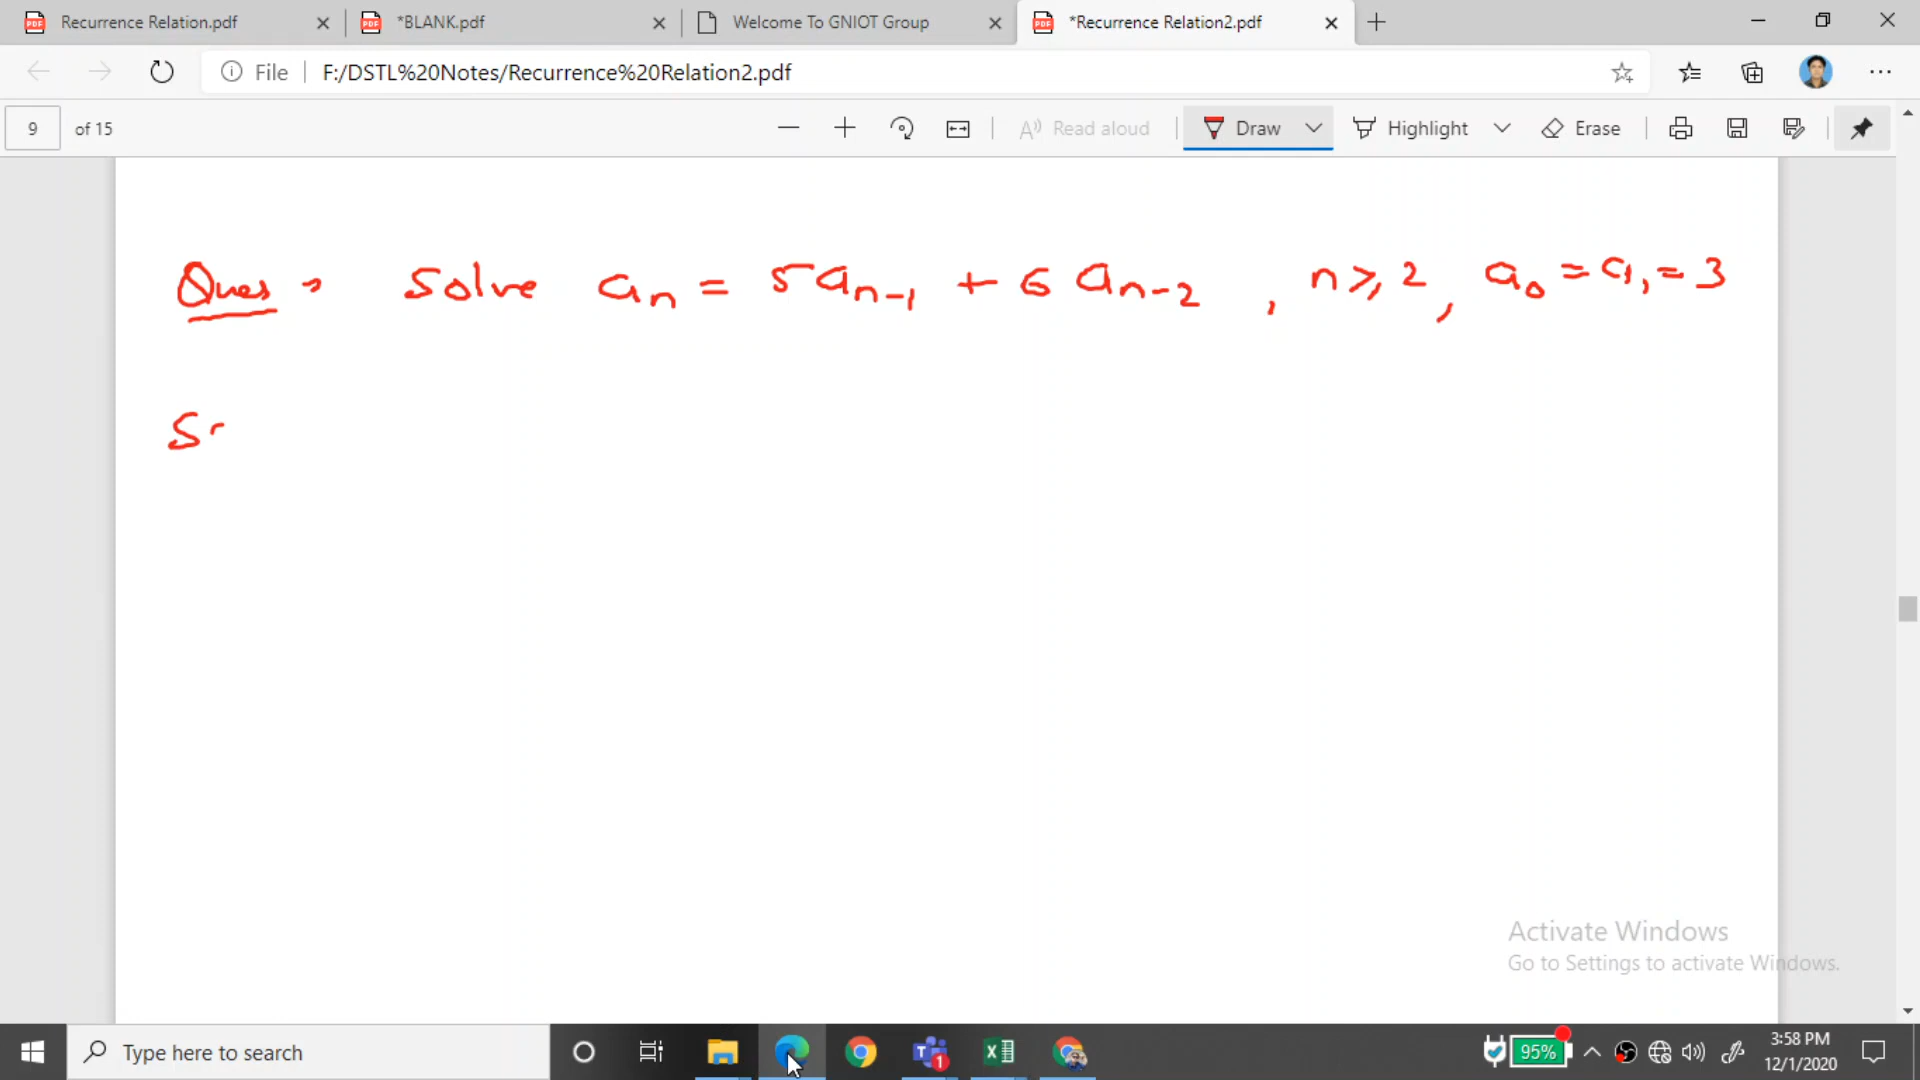 Recurrence Relation.pdf *BLANK.pdf Welcome To GNIOT Group *Recurrence Relation2.pdf
File F:/DSTL%20Notes/Recurrence%20Relation2.pdf
9 of 15 Read aloud Draw Highlight Erase
Ques → Solve aₙ = 5aₙ₋₁ + 6aₙ₋₂ , n ≥ 2, a₀ = a₁ = 3
S
Activate Windows
Go to Settings to activate Windows.
Type here to search 1 95% 3:58 PM
12/1/2020